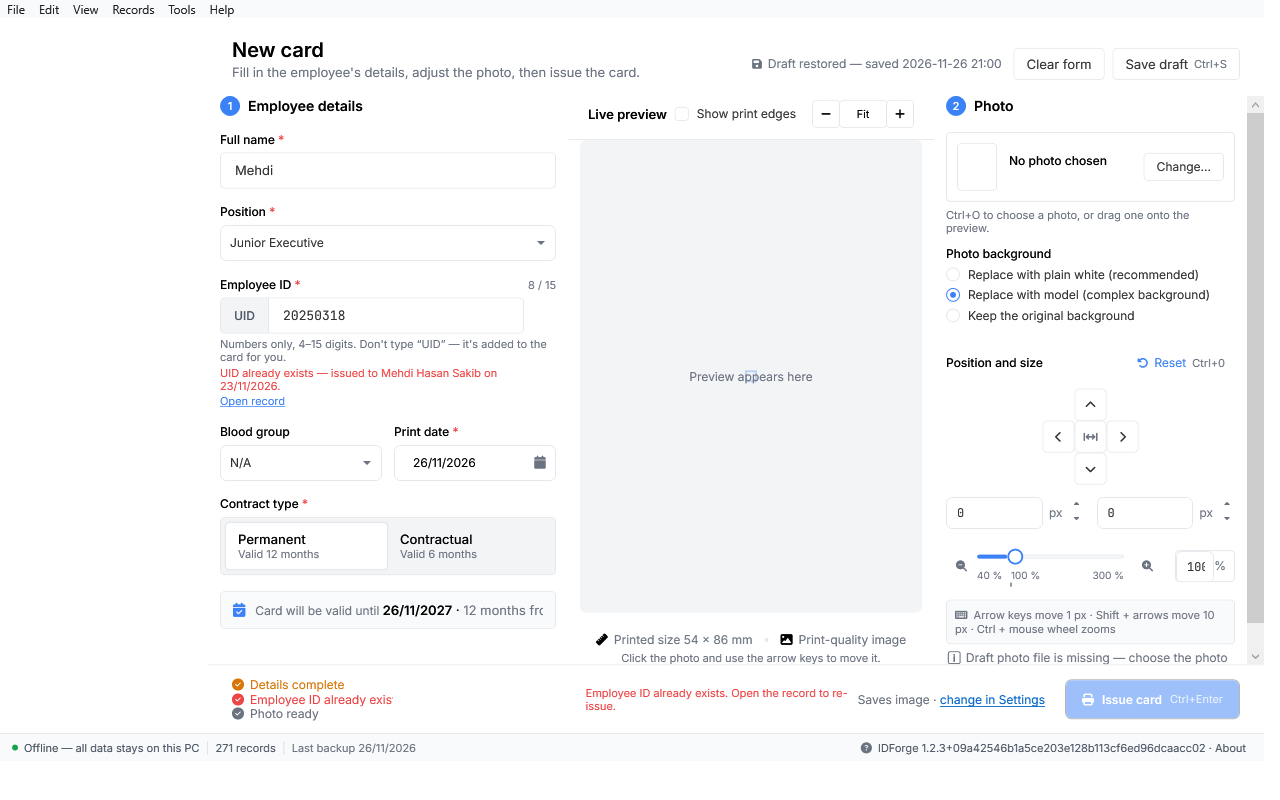 File Edit View Records Tools Help
New card
Fill in the employee's details, adjust the photo, then issue the card.
Draft restored — saved 2026-11-26 21:00
Clear form
Save draft Ctrl+S
1 Employee details
Full name *
Mehdi
Position *
Junior Executive
Employee ID * 8 / 15
UID 20250318
Numbers only, 4–15 digits. Don't type “UID” — it's added to the
card for you.
UID already exists — issued to Mehdi Hasan Sakib on
23/11/2026.
Open record
Blood group Print date *
N/A 26/11/2026
Contract type *
Permanent Contractual
Valid 12 months Valid 6 months
Card will be valid until 26/11/2027 · 12 months frc
Live preview Show print edges − Fit +
Preview appears here
Printed size 54 × 86 mm Print-quality image
Click the photo and use the arrow keys to move it.
2 Photo
No photo chosen
Change...
Ctrl+O to choose a photo, or drag one onto the
preview.
Photo background
Replace with plain white (recommended)
Replace with model (complex background)
Keep the original background
Position and size Reset Ctrl+0
0 px 0 px
40 % 100 % 300 %
100 %
Arrow keys move 1 px · Shift + arrows move 10
px · Ctrl + mouse wheel zooms
Draft photo file is missing — choose the photo
Details complete
Employee ID already exis
Photo ready
Employee ID already exists. Open the record to re-
issue.
Saves image · change in Settings
Issue card Ctrl+Enter
Offline — all data stays on this PC 271 records Last backup 26/11/2026
IDForge 1.2.3+09a42546b1a5ce203e128b113cf6ed96dcaacc02 · About